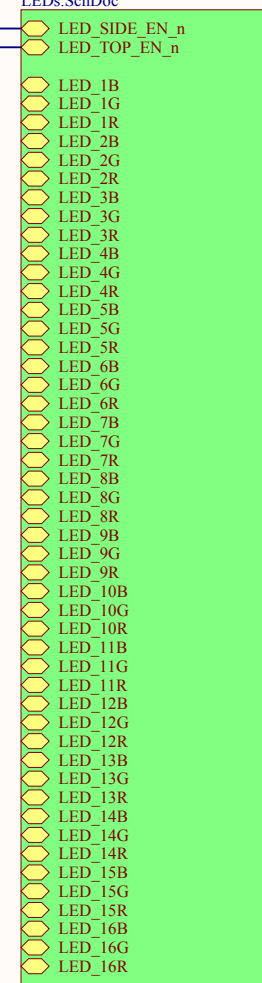 LEDs.SchDoc
LED_SIDE_EN_n
LED_TOP_EN_n
LED_1B
LED_1G
LED_1R
LED_2B
LED_2G
LED_2R
LED_3B
LED_3G
LED_3R
LED_4B
LED_4G
LED_4R
LED_5B
LED_5G
LED_5R
LED_6B
LED_6G
LED_6R
LED_7B
LED_7G
LED_7R
LED_8B
LED_8G
LED_8R
LED_9B
LED_9G
LED_9R
LED_10B
LED_10G
LED_10R
LED_11B
LED_11G
LED_11R
LED_12B
LED_12G
LED_12R
LED_13B
LED_13G
LED_13R
LED_14B
LED_14G
LED_14R
LED_15B
LED_15G
LED_15R
LED_16B
LED_16G
LED_16R